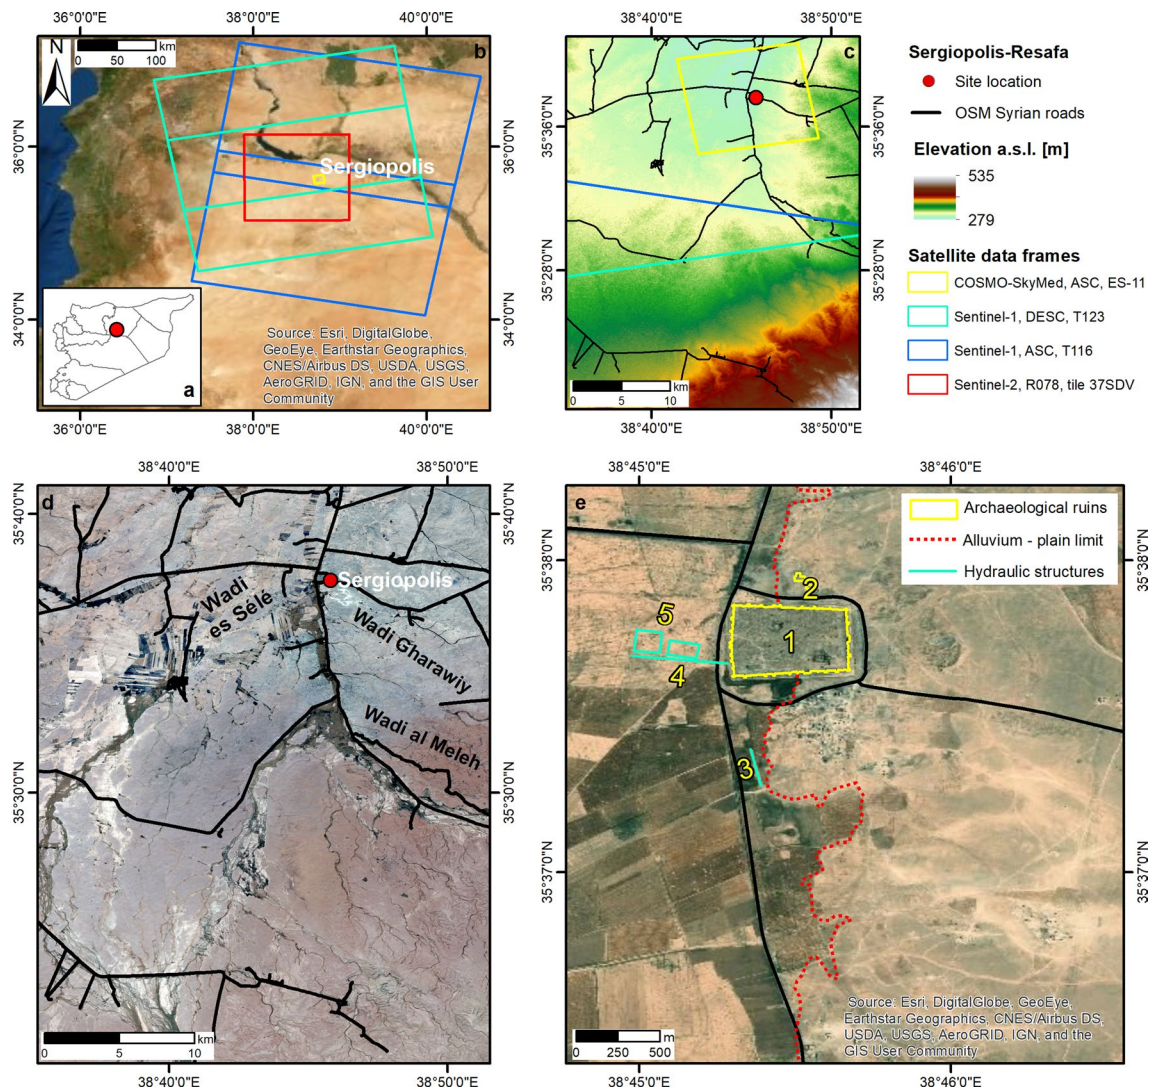 36°0'0"E
38°0'0"E
40°0'0"E
38°40'0"E
38°50'0"E
N
0
50
100
km
b
36°0'0"N
34°0'0"N
Sergiopolis
Source: Esri, DigitalGlobe,
GeoEye, Earthstar Geographics,
CNES/Airbus DS, USDA, USGS,
AeroGRID, IGN, and the GIS User
Community
a
36°0'0"N
34°0'0"N
36°0'0"E
38°0'0"E
40°0'0"E
c
35°36'0"N
35°28'0"N
0
5
10
km
35°36'0"N
35°28'0"N
38°40'0"E
38°50'0"E
Sergiopolis-Resafa
Site location
OSM Syrian roads
Elevation a.s.l. [m]
535
279
Satellite data frames
COSMO-SkyMed, ASC, ES-11
Sentinel-1, DESC, T123
Sentinel-1, ASC, T116
Sentinel-2, R078, tile 37SDV
38°40'0"E
38°50'0"E
d
35°40'0"N
35°30'0"N
Sergiopolis
Wadi
es Sélé
Wadi Gharawiy
Wadi al Meleh
0
5
10
km
35°40'0"N
35°30'0"N
38°40'0"E
38°50'0"E
38°45'0"E
38°46'0"E
e
Archaeological ruins
Alluvium - plain limit
Hydraulic structures
35°38'0"N
35°37'0"N
2
5
1
4
3
Source: Esri, DigitalGlobe, GeoEye,
Earthstar Geographics, CNES/Airbus DS,
USDA, USGS, AeroGRID, IGN, and the
GIS User Community
0
250
500
m
35°38'0"N
35°37'0"N
38°45'0"E
38°46'0"E